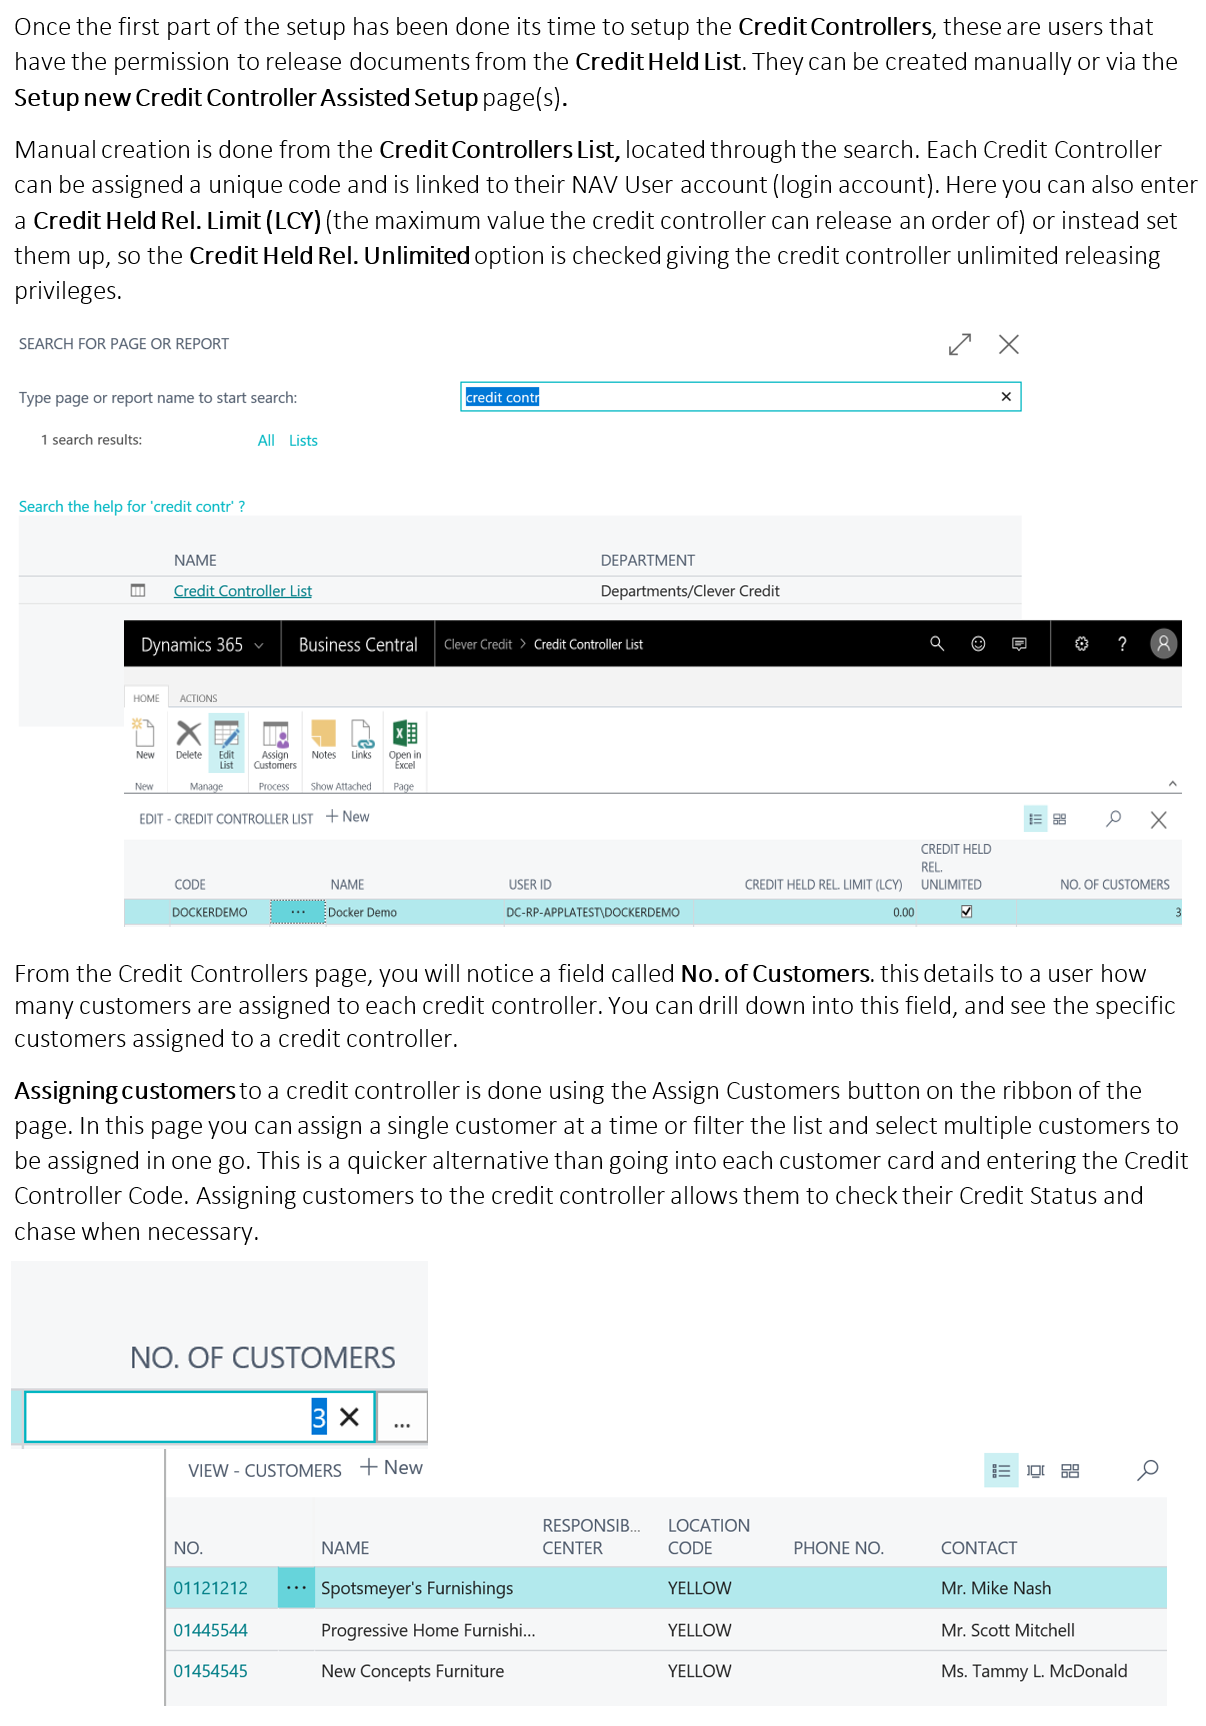 Once the first part of the setup has been done its time to setup the Credit Controllers, these are users that
have the permission to release documents from the Credit Held List. They can be created manually or via the
Setup new Credit Controller Assisted Setup page(s).
Manual creation is done from the Credit Controllers List, located through the search. Each Credit Controller
can be assigned a unique code and is linked to their NAV User account (login account). Here you can also enter
a Credit Held Rel. Limit (LCY) (the maximum value the credit controller can release an order of) or instead set
them up, so the Credit Held Rel. Unlimited option is checked giving the credit controller unlimited releasing
privileges.
SEARCH FOR PAGE OR REPORT
Type page or report name to start search: credit contr
1 search results: All Lists
Search the help for 'credit contr' ?
NAME DEPARTMENT
Credit Controller List Departments/Clever Credit
Dynamics 365 Business Central Clever Credit > Credit Controller List ?
HOME ACTIONS
New Delete Edit List Assign Customers Notes Links Open in Excel
New Manage Process Show Attached Page
EDIT - CREDIT CONTROLLER LIST + New
CODE NAME USER ID CREDIT HELD REL. LIMIT (LCY) CREDIT HELD REL. UNLIMITED NO. OF CUSTOMERS
DOCKERDEMO ... Docker Demo DC-RP-APPLATEST\DOCKERDEMO 0.00 3
From the Credit Controllers page, you will notice a field called No. of Customers. this details to a user how
many customers are assigned to each credit controller. You can drill down into this field, and see the specific
customers assigned to a credit controller.
Assigning customers to a credit controller is done using the Assign Customers button on the ribbon of the
page. In this page you can assign a single customer at a time or filter the list and select multiple customers to
be assigned in one go. This is a quicker alternative than going into each customer card and entering the Credit
Controller Code. Assigning customers to the credit controller allows them to check their Credit Status and
chase when necessary.
NO. OF CUSTOMERS
3 ...
VIEW - CUSTOMERS + New
NO. NAME RESPONSIB... CENTER LOCATION CODE PHONE NO. CONTACT
01121212 ... Spotsmeyer's Furnishings YELLOW Mr. Mike Nash
01445544 Progressive Home Furnishi... YELLOW Mr. Scott Mitchell
01454545 New Concepts Furniture YELLOW Ms. Tammy L. McDonald